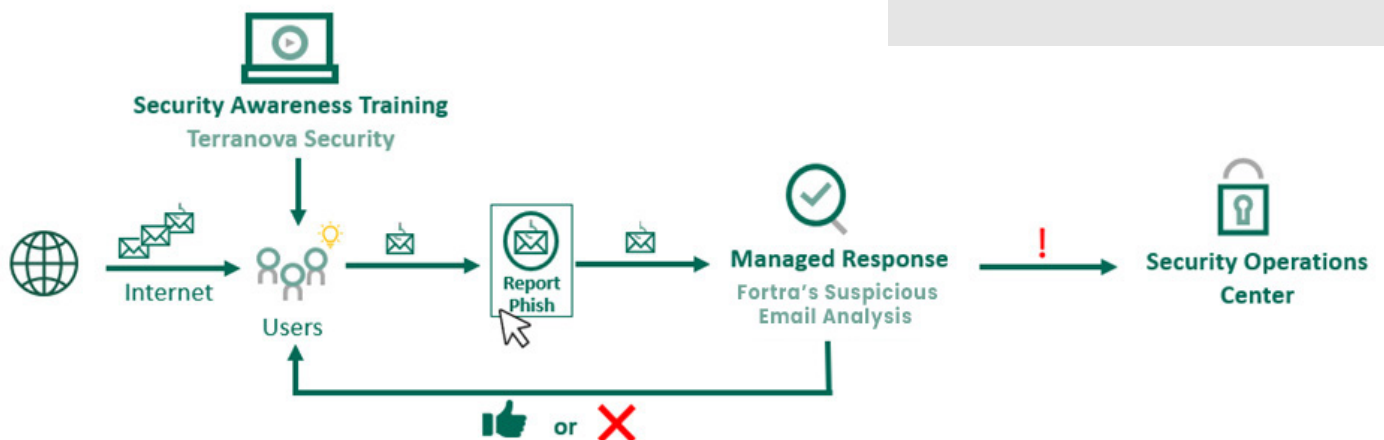 Security Awareness Training
Terranova Security
Internet
Users
Report
Phish
Managed Response
Fortra's Suspicious
Email Analysis
!
Security Operations
Center
or